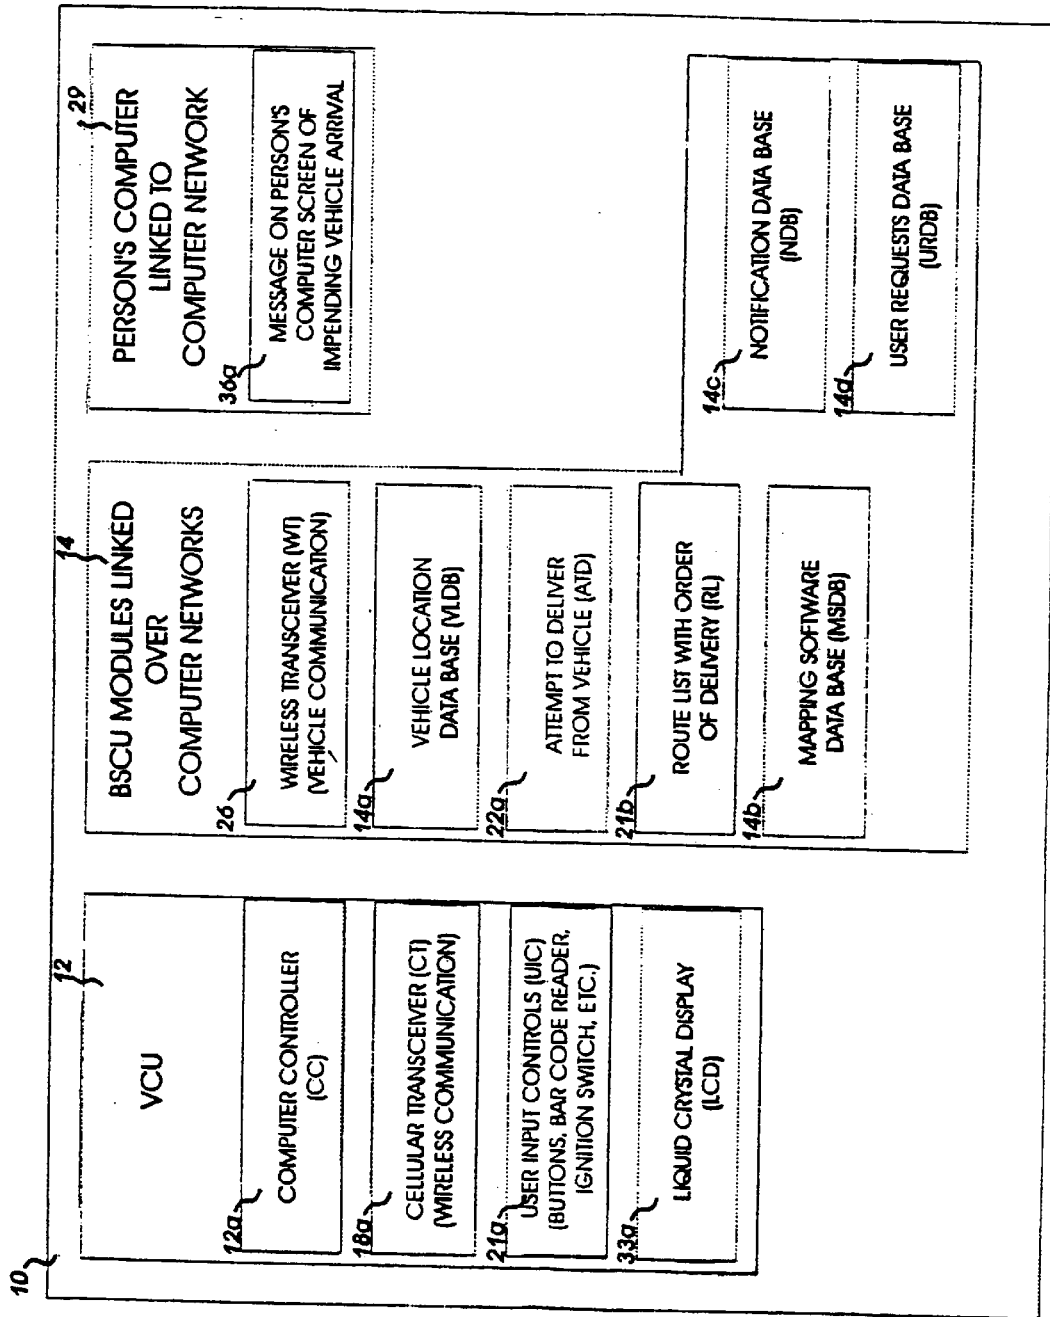 10
12
VCU
12a
COMPUTER CONTROLLER
(CC)
18a
CELLULAR TRANSCEIVER (CT)
(WIRELESS COMMUNICATION)
21a
USER INPUT CONTROLS (UIC)
(BUTTONS, BAR CODE READER,
IGNITION SWITCH, ETC.)
33a
LIQUID CRYSTAL DISPLAY
(LCD)
14
BSCU MODULES LINKED
OVER
COMPUTER NETWORKS
26
WIRELESS TRANSCEIVER (WT)
(VEHICLE COMMUNICATION)
14a
VEHICLE LOCATION
DATA BASE (VLDB)
22a
ATTEMPT TO DELIVER
FROM VEHICLE (ATD)
21b
ROUTE LIST WITH ORDER
OF DELIVERY (RL)
14b
MAPPING SOFTWARE
DATA BASE (MSDB)
14c
NOTIFICATION DATA BASE
(NDB)
14d
USER REQUESTS DATA BASE
(URDB)
29
PERSON'S COMPUTER
LINKED TO
COMPUTER NETWORK
36a
MESSAGE ON PERSON'S
COMPUTER SCREEN OF
IMPENDING VEHICLE ARRIVAL